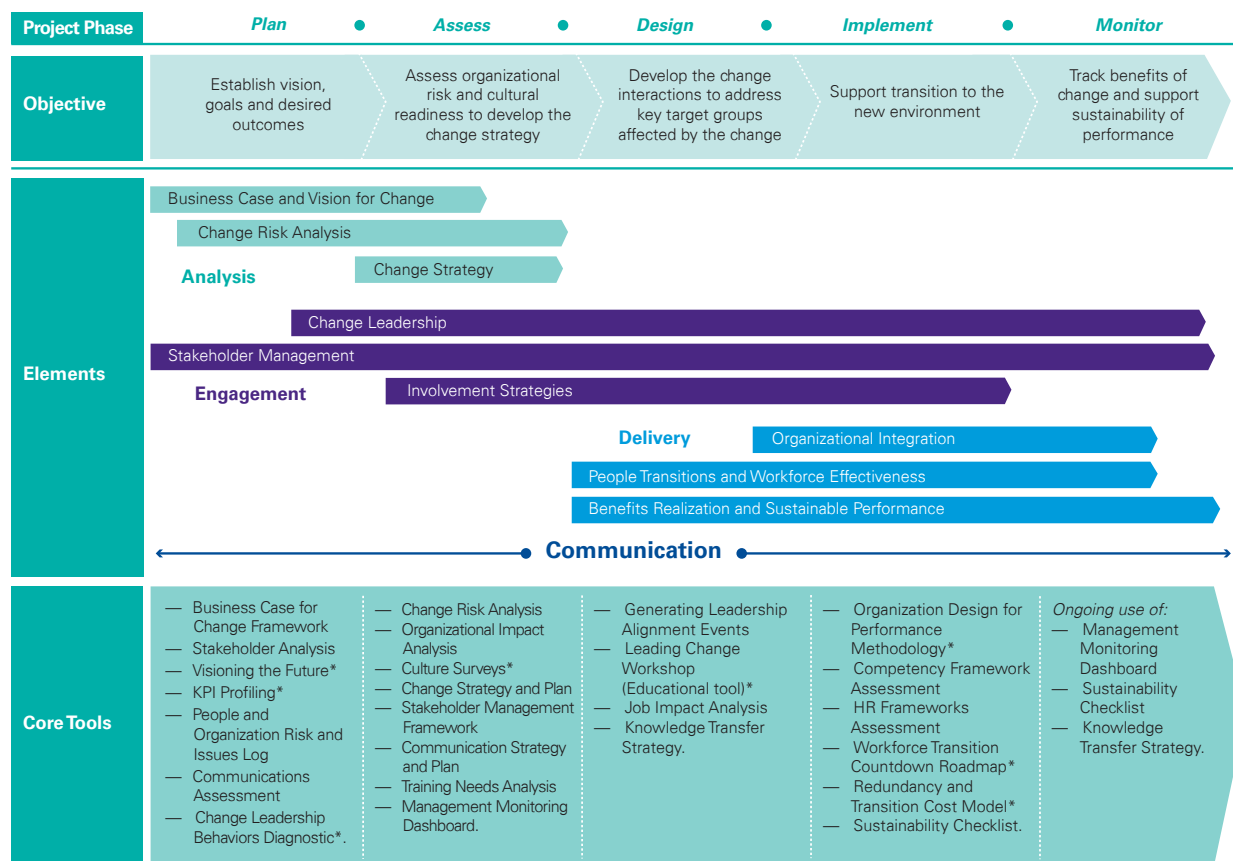 Project Phase
Plan
Assess
Design
Implement
Monitor
Objective
Establish vision,
goals and desired
outcomes
Assess organizational
risk and cultural
readiness to develop the
change strategy
Develop the change
interactions to address
key target groups
affected by the change
Support transition to the
new environment
Track benefits of
change and support
sustainability of
performance
Elements
Business Case and Vision for Change
Change Risk Analysis
Analysis
Change Strategy
Change Leadership
Stakeholder Management
Engagement
Involvement Strategies
Delivery
Organizational Integration
People Transitions and Workforce Effectiveness
Benefits Realization and Sustainable Performance
Communication
Core Tools
— Business Case for
Change Framework
— Stakeholder Analysis
— Visioning the Future*
— KPI Profiling*
— People and
Organization Risk and
Issues Log
— Communications
Assessment
— Change Leadership
Behaviors Diagnostic*.
— Change Risk Analysis
— Organizational Impact
Analysis
— Culture Surveys*
— Change Strategy and Plan
— Stakeholder Management
Framework
— Communication Strategy
and Plan
— Training Needs Analysis
— Management Monitoring
Dashboard.
— Generating Leadership
Alignment Events
— Leading Change
Workshop
(Educational tool)*
— Job Impact Analysis
— Knowledge Transfer
Strategy.
— Organization Design for
Performance
Methodology*
— Competency Framework
Assessment
— HR Frameworks
Assessment
— Workforce Transition
Countdown Roadmap*
— Redundancy and
Transition Cost Model*
— Sustainability Checklist.
Ongoing use of:
— Management
Monitoring
Dashboard
— Sustainability
Checklist
— Knowledge
Transfer Strategy.